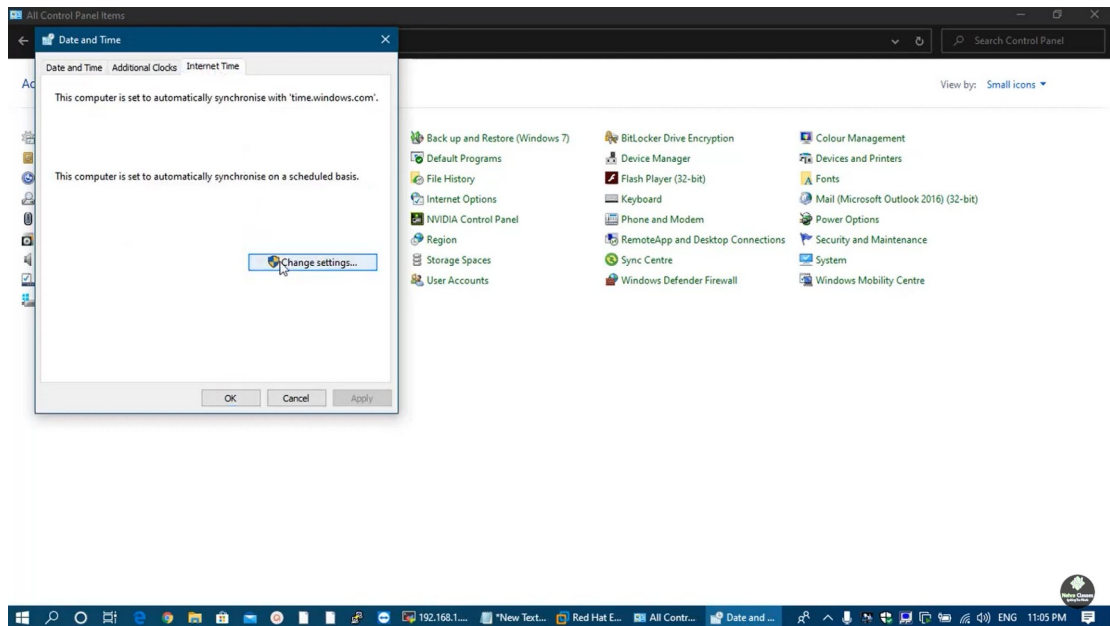 All Control Panel Items
Date and Time
Search Control Panel
Date and Time Additional Clocks Internet Time
View by: Small icons
This computer is set to automatically synchronise with 'time.windows.com'.
This computer is set to automatically synchronise on a scheduled basis.
Change settings...
OK Cancel Apply
Back up and Restore (Windows 7)
Default Programs
File History
Internet Options
NVIDIA Control Panel
Region
Storage Spaces
User Accounts
BitLocker Drive Encryption
Device Manager
Flash Player (32-bit)
Keyboard
Phone and Modem
RemoteApp and Desktop Connections
Sync Centre
Windows Defender Firewall
Colour Management
Devices and Printers
Fonts
Mail (Microsoft Outlook 2016) (32-bit)
Power Options
Security and Maintenance
System
Windows Mobility Centre
192.168.1.... *New Text... Red Hat E... All Contr... Date and ... ENG 11:05 PM